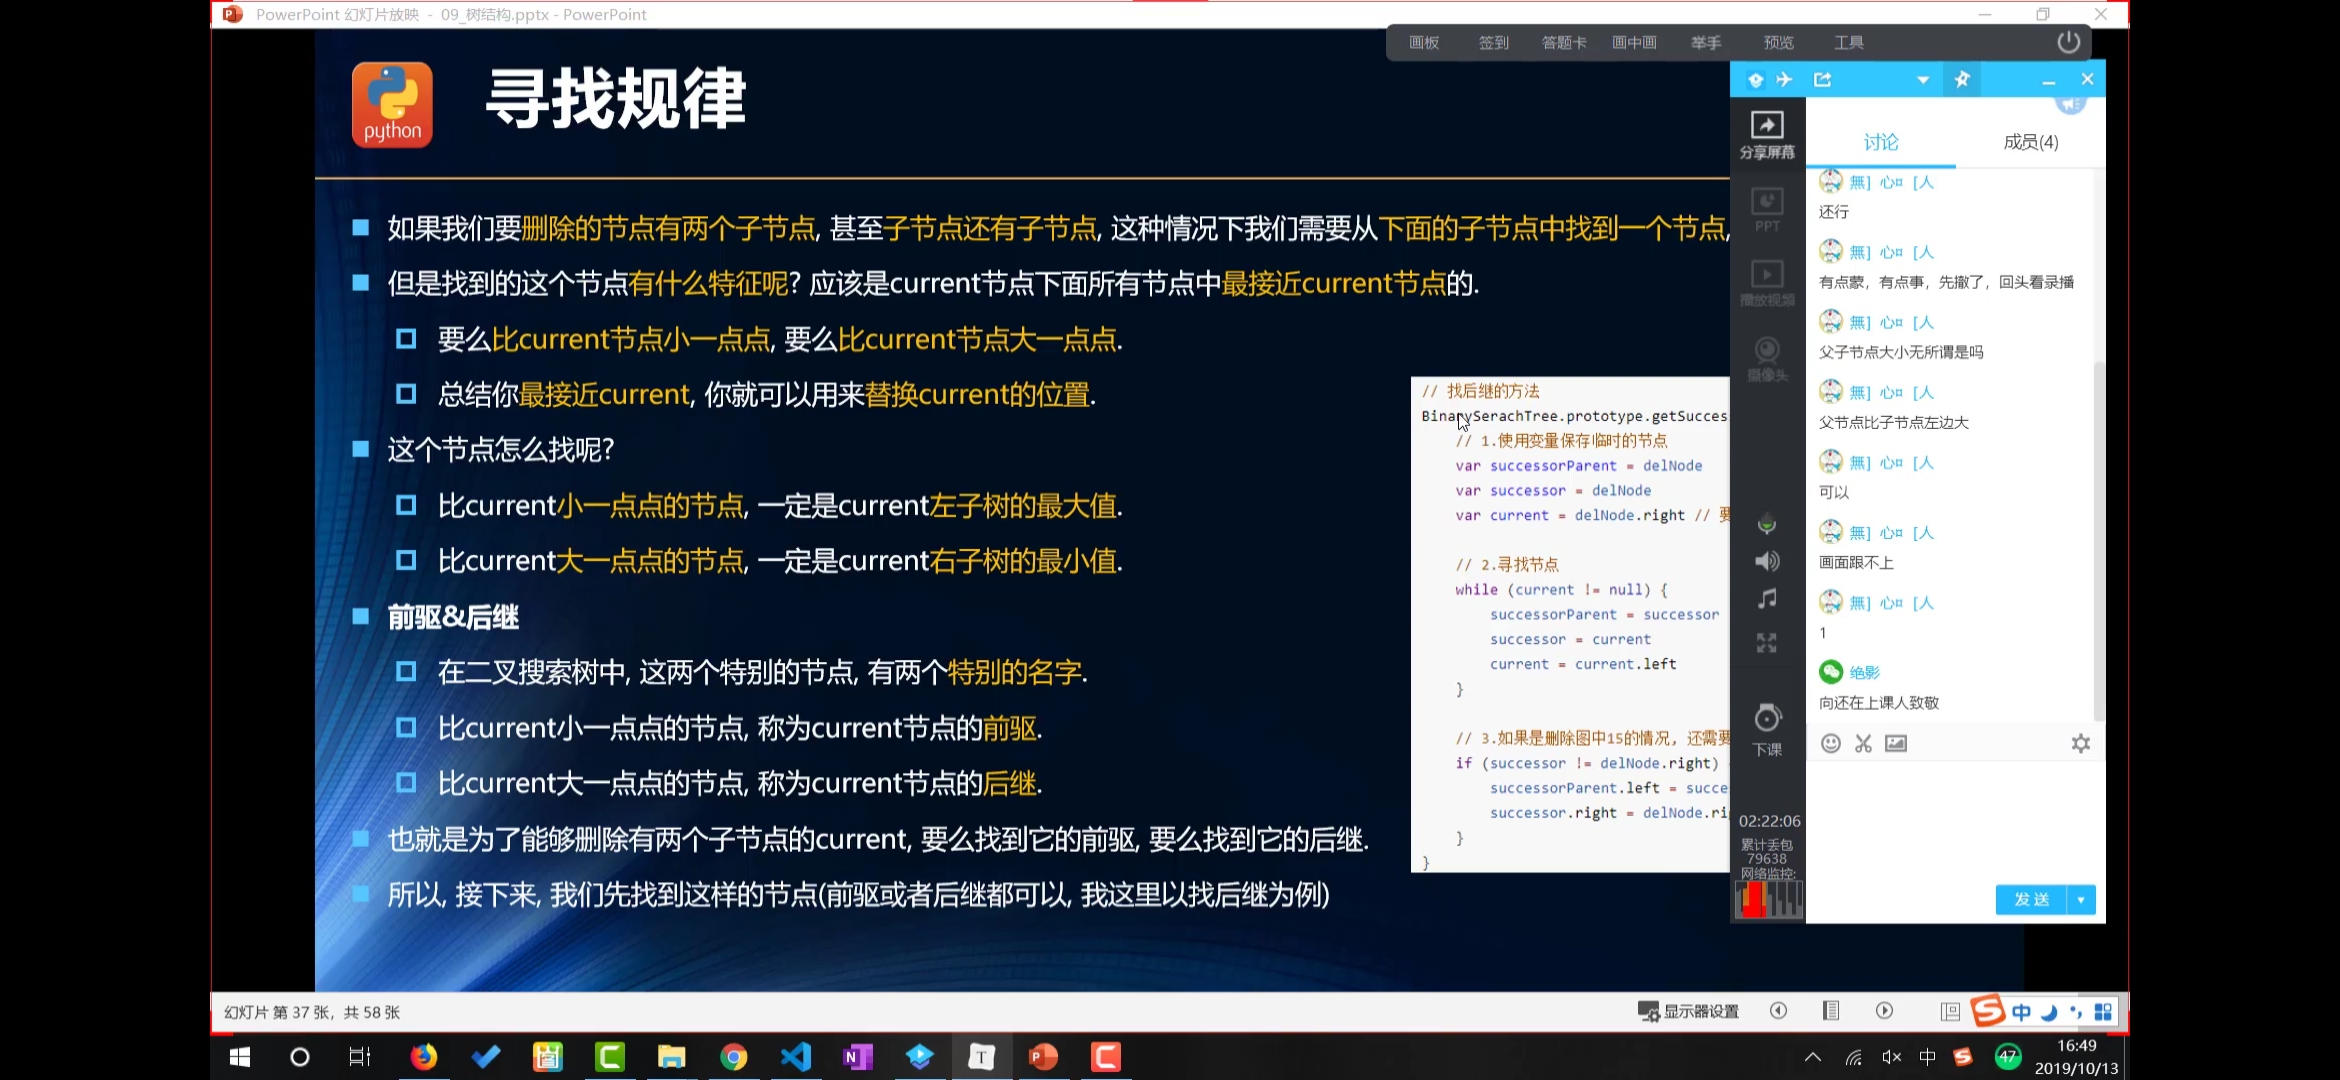 PowerPoint 幻灯片放映 - 09_树结构.pptx - PowerPoint
画板 签到 答题卡 画中画 举手 预览 工具
python
寻找规律
如果我们要删除的节点有两个子节点, 甚至子节点还有子节点, 这种情况下我们需要从下面的子节点中找到一个节点,
但是找到的这个节点有什么特征呢? 应该是current节点下面所有节点中最接近current节点的.
要么比current节点小一点点, 要么比current节点大一点点.
总结你最接近current, 你就可以用来替换current的位置.
这个节点怎么找呢?
比current小一点点的节点, 一定是current左子树的最大值.
比current大一点点的节点, 一定是current右子树的最小值.
前驱&后继
在二叉搜索树中, 这两个特别的节点, 有两个特别的名字.
比current小一点点的节点, 称为current节点的前驱.
比current大一点点的节点, 称为current节点的后继.
也就是为了能够删除有两个子节点的current, 要么找到它的前驱, 要么找到它的后继.
所以, 接下来, 我们先找到这样的节点(前驱或者后继都可以, 我这里以找后继为例)
// 找后继的方法
BinarySerachTree.prototype.getSucces
// 1.使用变量保存临时的节点
var successorParent = delNode
var successor = delNode
var current = delNode.right // 要
// 2.寻找节点
while (current != null) {
successorParent = successor
successor = current
current = current.left
}
// 3.如果是删除图中15的情况, 还需要
if (successor != delNode.right)
successorParent.left = succe
successor.right = delNode.ri
}
}
分享屏幕
PPT
播放视频
摄像头
下课
02:22:06
累计丢包
79638
网络监控:
讨论 成员(4)
無] 心¤ [人
还行
無] 心¤ [人
有点蒙，有点事，先撤了，回头看录播
無] 心¤ [人
父子节点大小无所谓是吗
無] 心¤ [人
父节点比子节点左边大
無] 心¤ [人
可以
無] 心¤ [人
画面跟不上
無] 心¤ [人
1
绝影
向还在上课人致敬
发送
幻灯片 第 37 张，共 58 张
显示器设置
中
中
47
16:49
2019/10/13